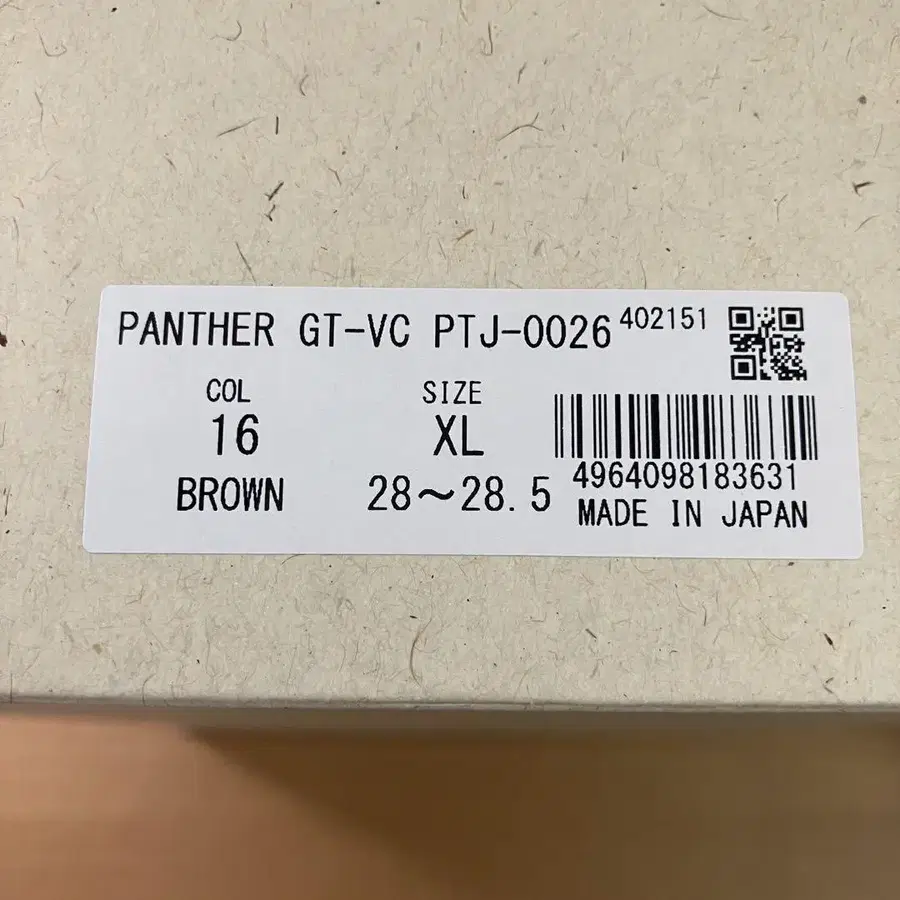 PANTHER GT-VC PTJ-0026 402151
COL
16
BROWN
SIZE
XL
28～28.5
4964098183631
MADE IN JAPAN